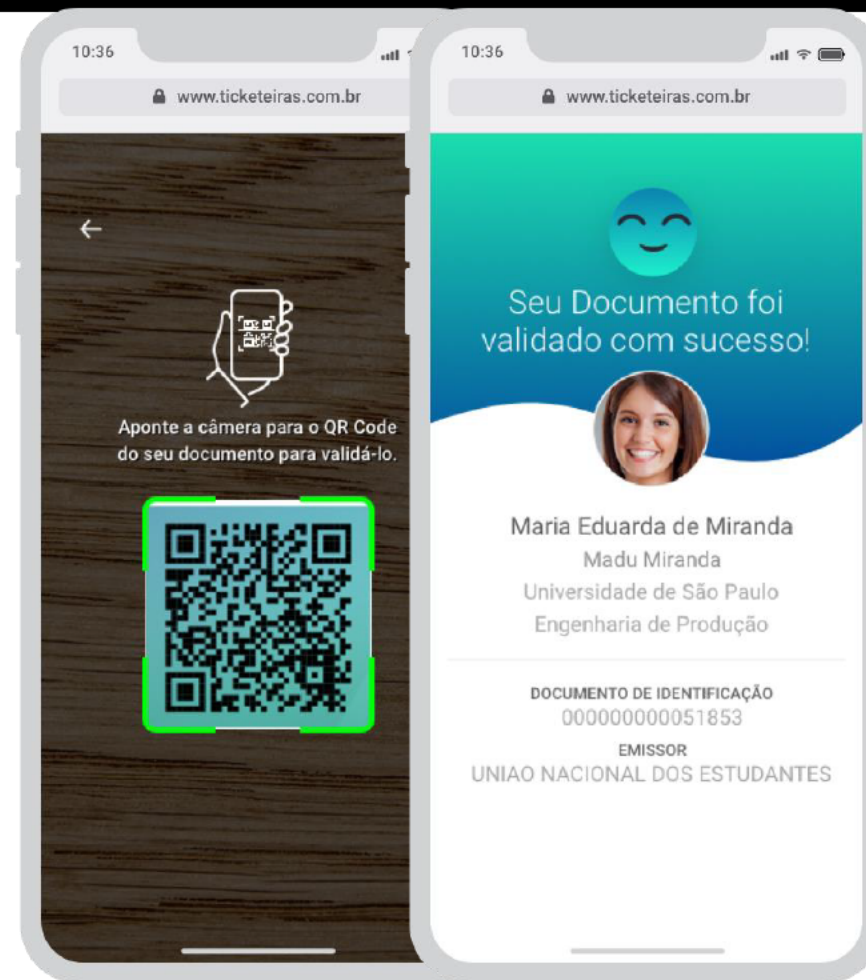 10:36
www.ticketeiras.com.br
Aponte a câmera para o QR Code
do seu documento para validá-lo.
10:36
www.ticketeiras.com.br
Seu Documento foi
validado com sucesso!
Maria Eduarda de Miranda
Madu Miranda
Universidade de São Paulo
Engenharia de Produção
DOCUMENTO DE IDENTIFICAÇÃO
000000000051853
EMISSOR
UNIAO NACIONAL DOS ESTUDANTES